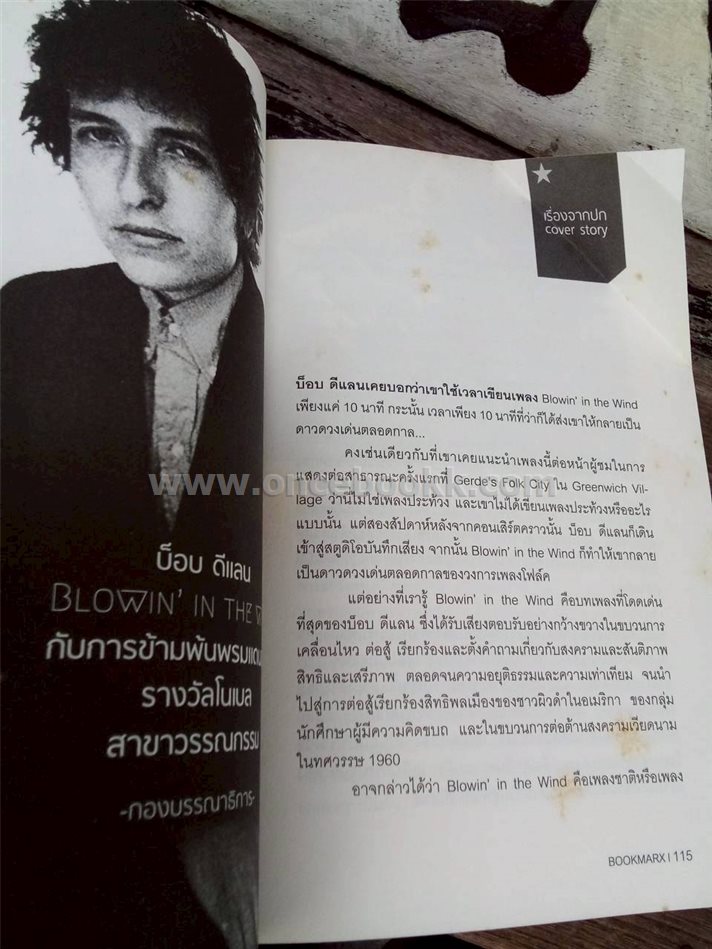 บ็อบ ดีแลน
BLOWIN' IN THE
กับการข้ามพ้นพรมแดน
รางวัลโนเบล
สาขาวรรณกรรม
-กองบรรณาธิการ-
เรื่องจากปก
cover story
บ็อบ ดีแลนเคยบอกว่าเขาใช้เวลาเขียนเพลง Blowin' in the Wind
เพียงแค่ 10 นาที กระนั้น เวลาเพียง 10 นาทีที่ว่าก็ได้ส่งเขาให้กลายเป็น
ดาวดวงเด่นตลอดกาล...
คงเช่นเดียวกับที่เขาเคยแนะนำเพลงนี้ต่อหน้าผู้ชมในการ
แสดงต่อสาธารณะครั้งแรกที่ Gerde's Folk City ใน Greenwich Vil-
lage ว่านี่ไม่ใช่เพลงประท้วง และเขาไม่ได้เขียนเพลงประท้วงหรืออะไร
แบบนั้น แต่สองสัปดาห์หลังจากคอนเสิร์ตคราวนั้น บ็อบ ดีแลนก็เดิน
เข้าสู่สตูดิโอบันทึกเสียง จากนั้น Blowin' in the Wind ก็ทำให้เขากลาย
เป็นดาวดวงเด่นตลอดกาลของวงการเพลงโฟล์ค
แต่อย่างที่เรารู้ Blowin' in the Wind คือบทเพลงที่โดดเด่น
ที่สุดของบ็อบ ดีแลน ซึ่งได้รับเสียงตอบรับอย่างกว้างขวางในขบวนการ
เคลื่อนไหว ต่อสู้ เรียกร้องและตั้งคำถามเกี่ยวกับสงครามและสันติภาพ
สิทธิและเสรีภาพ ตลอดจนความอยุติธรรมและความเท่าเทียม จนนำ
ไปสู่การต่อสู้เรียกร้องสิทธิพลเมืองของชาวผิวดำในอเมริกา ของกลุ่ม
นักศึกษาผู้มีความคิดขบถ และในขบวนการต่อต้านสงครามเวียดนาม
ในทศวรรษ 1960
อาจกล่าวได้ว่า Blowin' in the Wind คือเพลงชาติหรือเพลง
BOOKMARX | 115
www.oncebookk.com